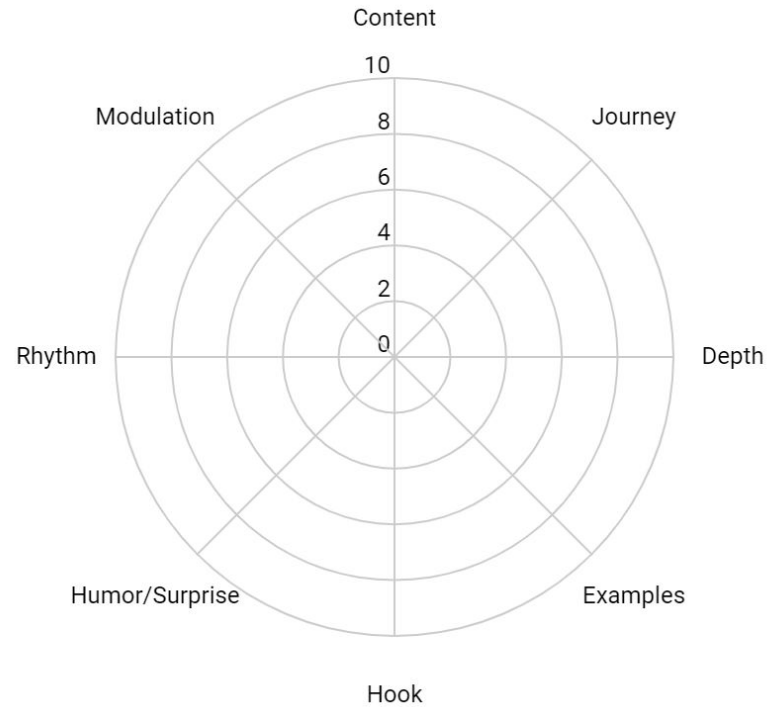 Content
10
Modulation
Journey
8
6
4
2
0
Rhythm
Depth
Humor/Surprise
Examples
Hook